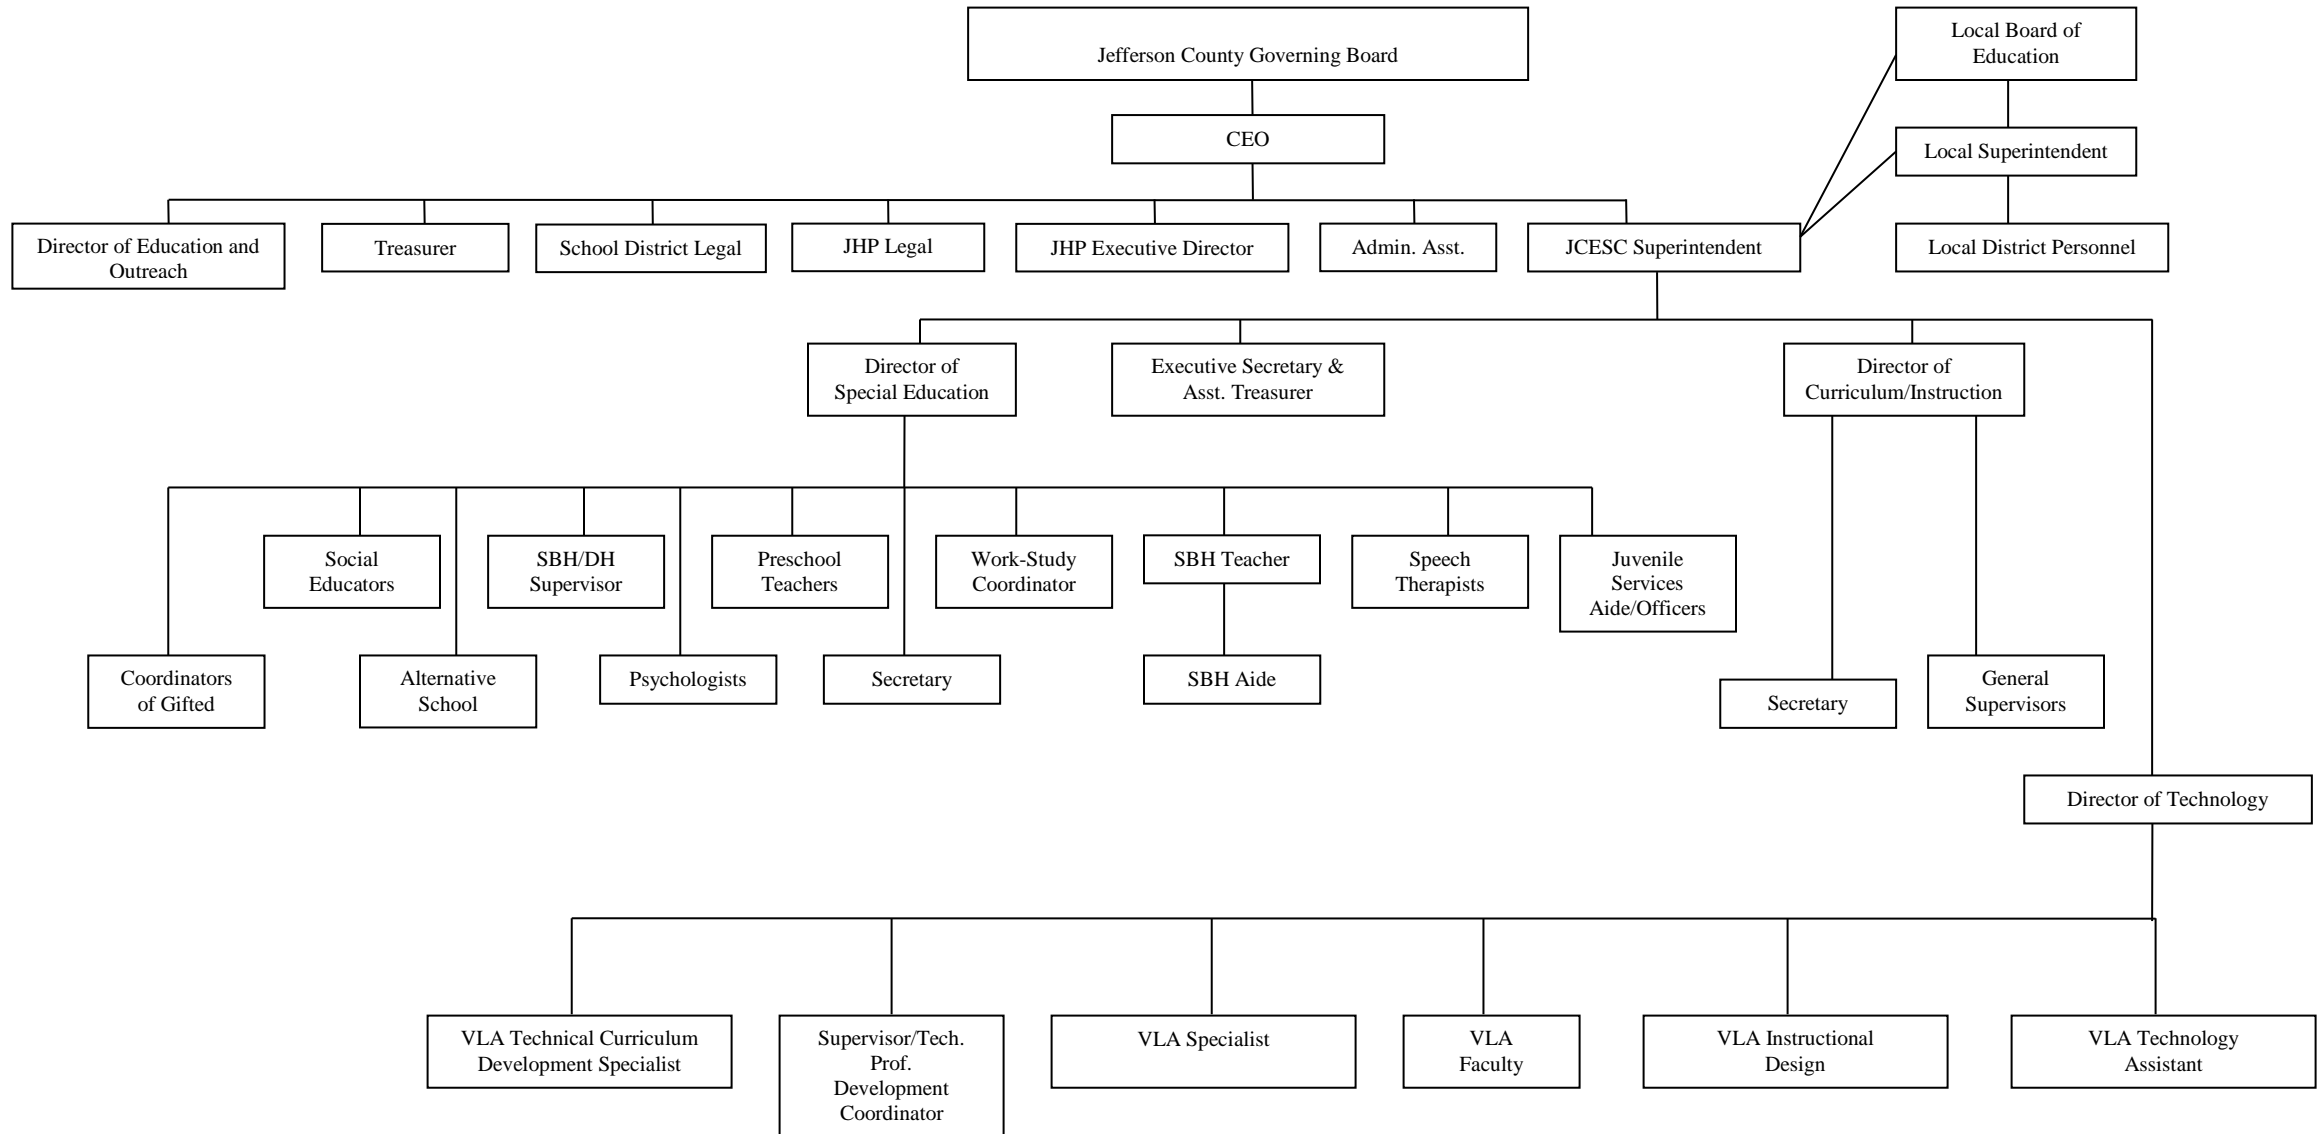 Jefferson County Governing Board
Local Board of
Education
CEO
Local Superintendent
Director of Education and
Outreach
Treasurer
School District Legal
JHP Legal
JHP Executive Director
Admin. Asst.
JCESC Superintendent
Local District Personnel
Director of
Special Education
Executive Secretary &
Asst. Treasurer
Director of
Curriculum/Instruction
Social
Educators
SBH/DH
Supervisor
Preschool
Teachers
Work-Study
Coordinator
SBH Teacher
Speech
Therapists
Juvenile
Services
Aide/Officers
Coordinators
of Gifted
Alternative
School
Psychologists
Secretary
SBH Aide
Secretary
General
Supervisors
Director of Technology
VLA Technical Curriculum
Development Specialist
Supervisor/Tech.
Prof.
Development
Coordinator
VLA Specialist
VLA
Faculty
VLA Instructional
Design
VLA Technology
Assistant